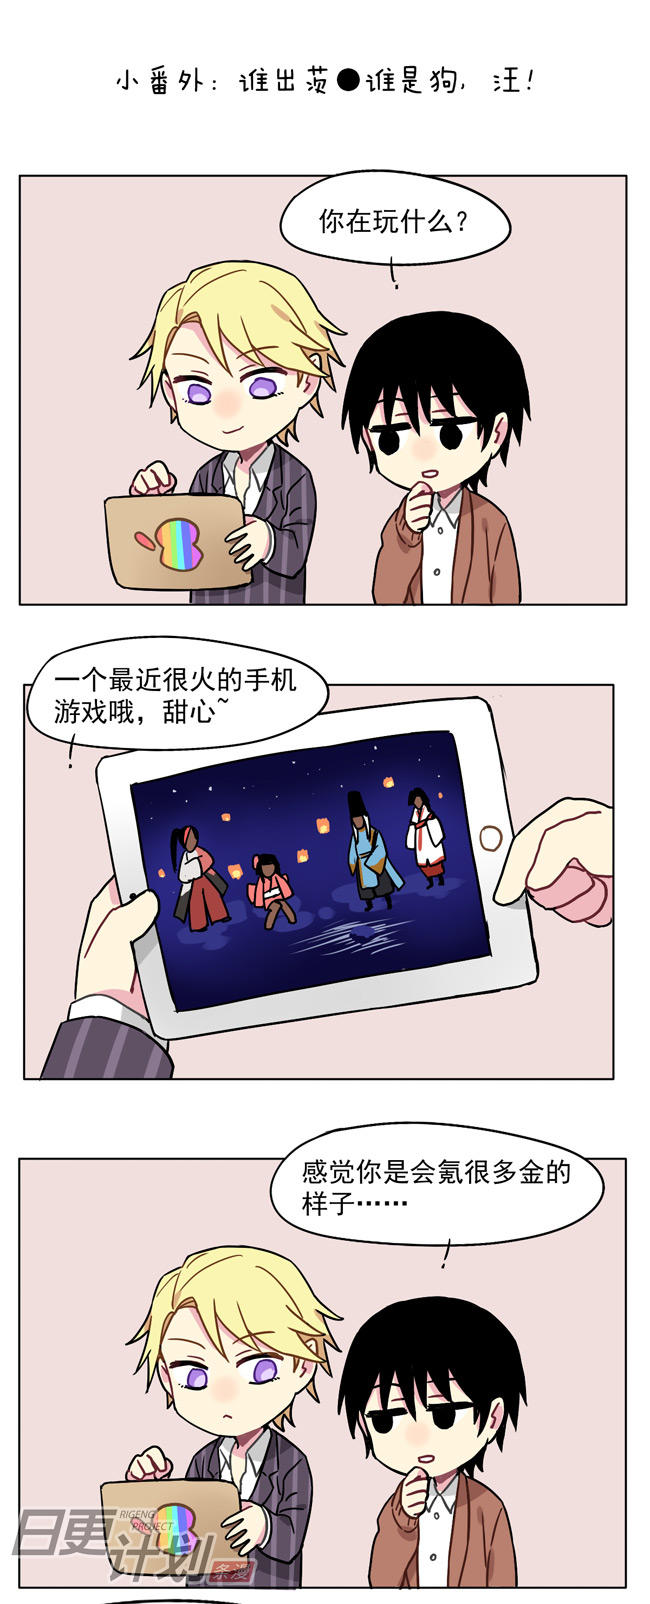 小番外：谁出茨●谁是狗，汪！
你在玩什么？
一个最近很火的手机
游戏哦，甜心~
感觉你是会氪很多金的
样子……
日更
RIGENG
PROJECT
计划
条漫